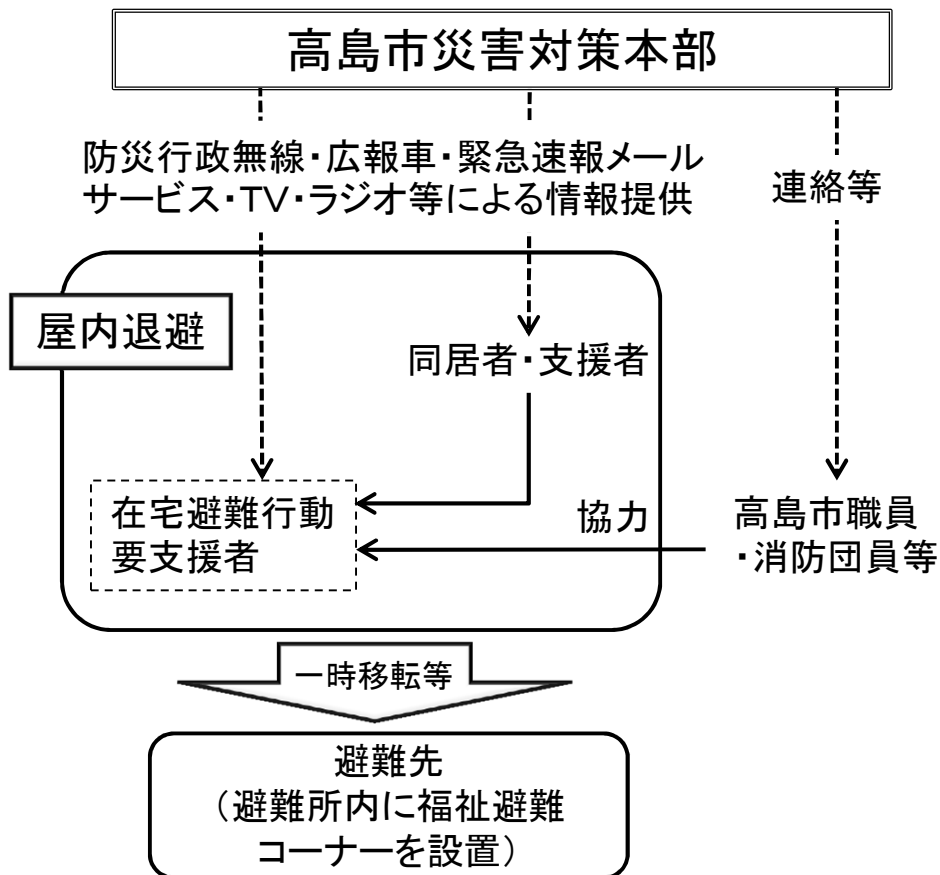 高島市災害対策本部
防災行政無線・広報車・緊急速報メール
サービス・TV・ラジオ等による情報提供
連絡等
屋内退避
同居者・支援者
在宅避難行動
要支援者
協力
高島市職員
・消防団員等
一時移転等
避難先
（避難所内に福祉避難
コーナーを設置）